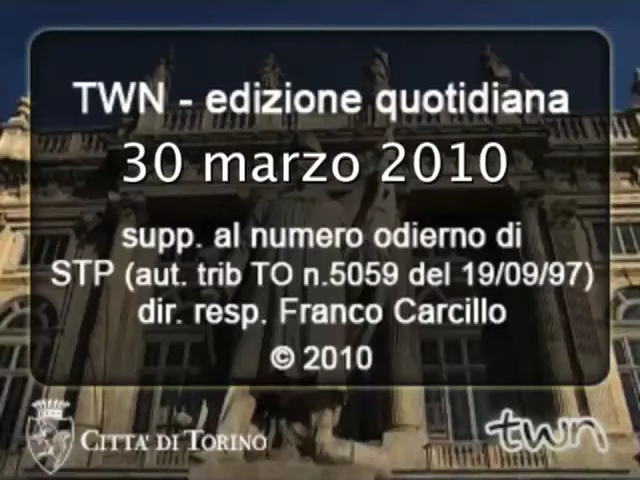 TWN - edizione quotidiana
30 marzo 2010
supp. al numero odierno di
STP (aut. trib TO n.5059 del 19/09/97)
dir. resp. Franco Carcillo
© 2010
CITTA' DI TORINO
twn